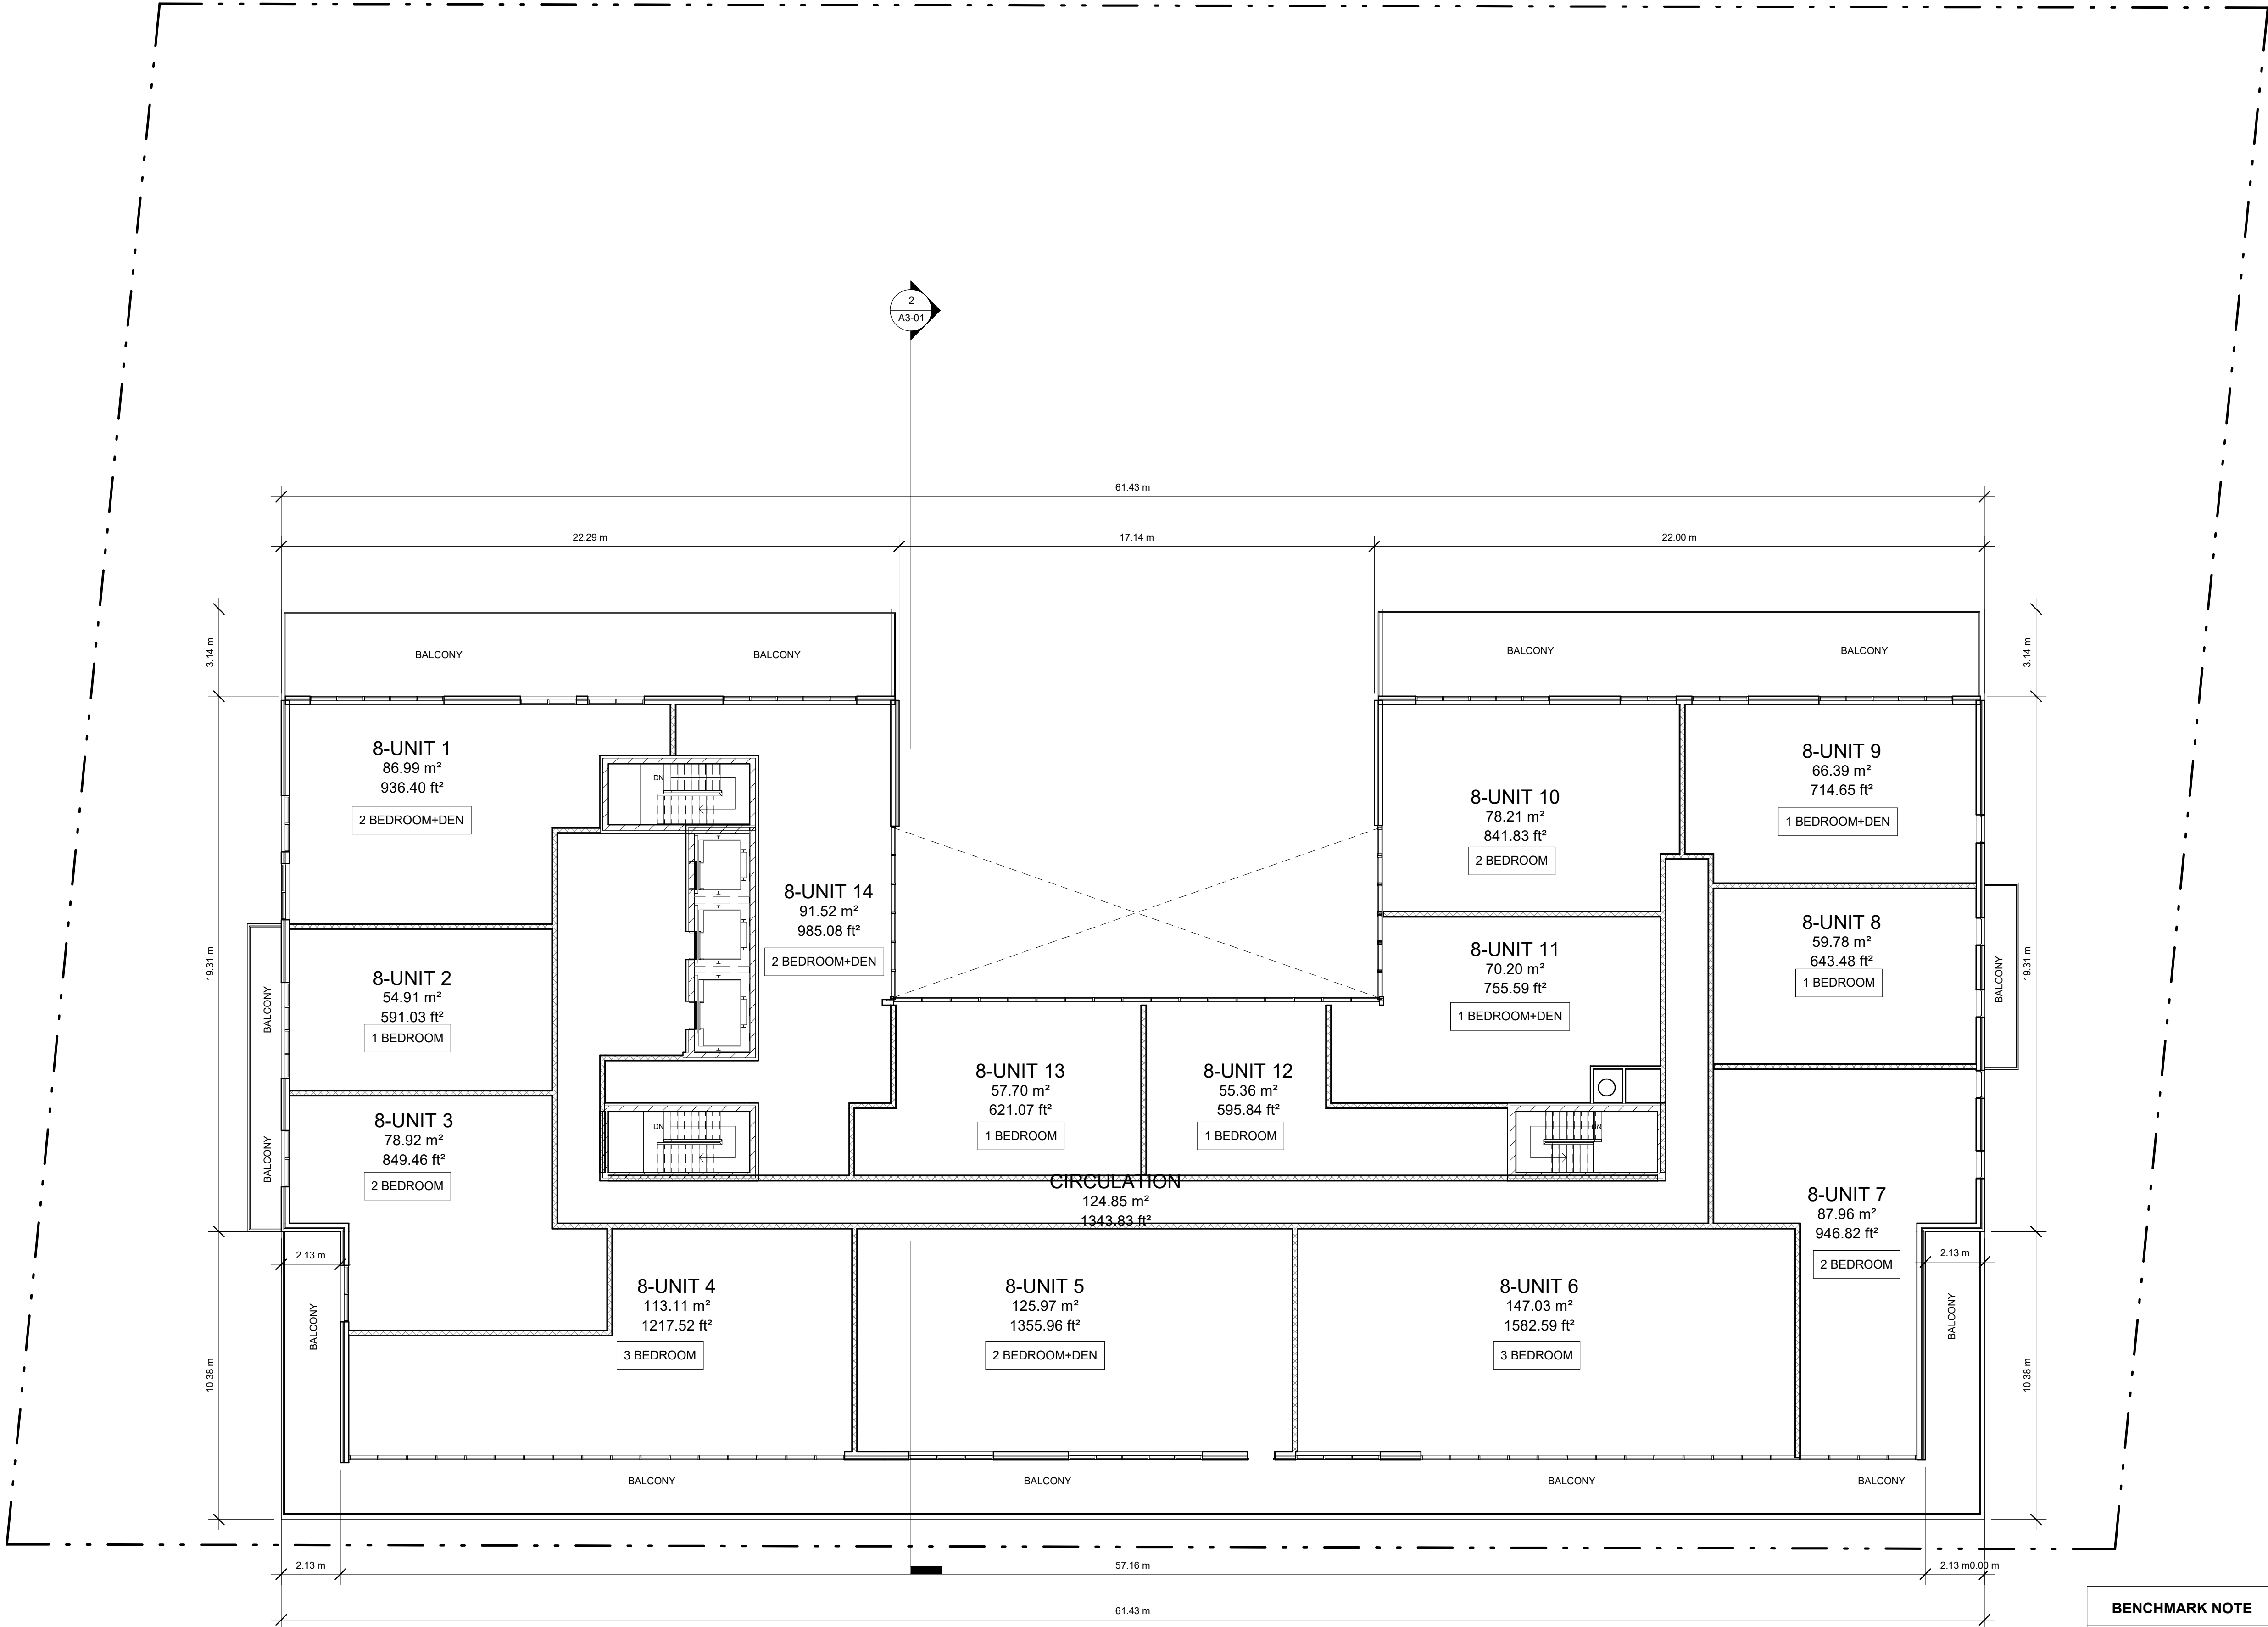 2
A3-01
61.43 m
22.29 m
17.14 m
22.00 m
3.14 m
3.14 m
BALCONY
BALCONY
BALCONY
BALCONY
8-UNIT 1
86.99 m²
936.40 ft²
2 BEDROOM+DEN
DN
8-UNIT 14
91.52 m²
985.08 ft²
2 BEDROOM+DEN
8-UNIT 10
78.21 m²
841.83 ft²
2 BEDROOM
8-UNIT 9
66.39 m²
714.65 ft²
1 BEDROOM+DEN
19.31 m
BALCONY
8-UNIT 2
54.91 m²
591.03 ft²
1 BEDROOM
8-UNIT 11
70.20 m²
755.59 ft²
1 BEDROOM+DEN
8-UNIT 8
59.78 m²
643.48 ft²
1 BEDROOM
BALCONY
19.31 m
BALCONY
8-UNIT 3
78.92 m²
849.46 ft²
2 BEDROOM
DN
8-UNIT 13
57.70 m²
621.07 ft²
1 BEDROOM
8-UNIT 12
55.36 m²
595.84 ft²
1 BEDROOM
DN
CIRCULATION
124.85 m²
1343.83 ft²
8-UNIT 7
87.96 m²
946.82 ft²
2 BEDROOM
2.13 m
2.13 m
10.38 m
BALCONY
8-UNIT 4
113.11 m²
1217.52 ft²
3 BEDROOM
8-UNIT 5
125.97 m²
1355.96 ft²
2 BEDROOM+DEN
8-UNIT 6
147.03 m²
1582.59 ft²
3 BEDROOM
BALCONY
10.38 m
BALCONY
BALCONY
BALCONY
BALCONY
2.13 m
57.16 m
2.13 m0.00 m
61.43 m
BENCHMARK NOTE